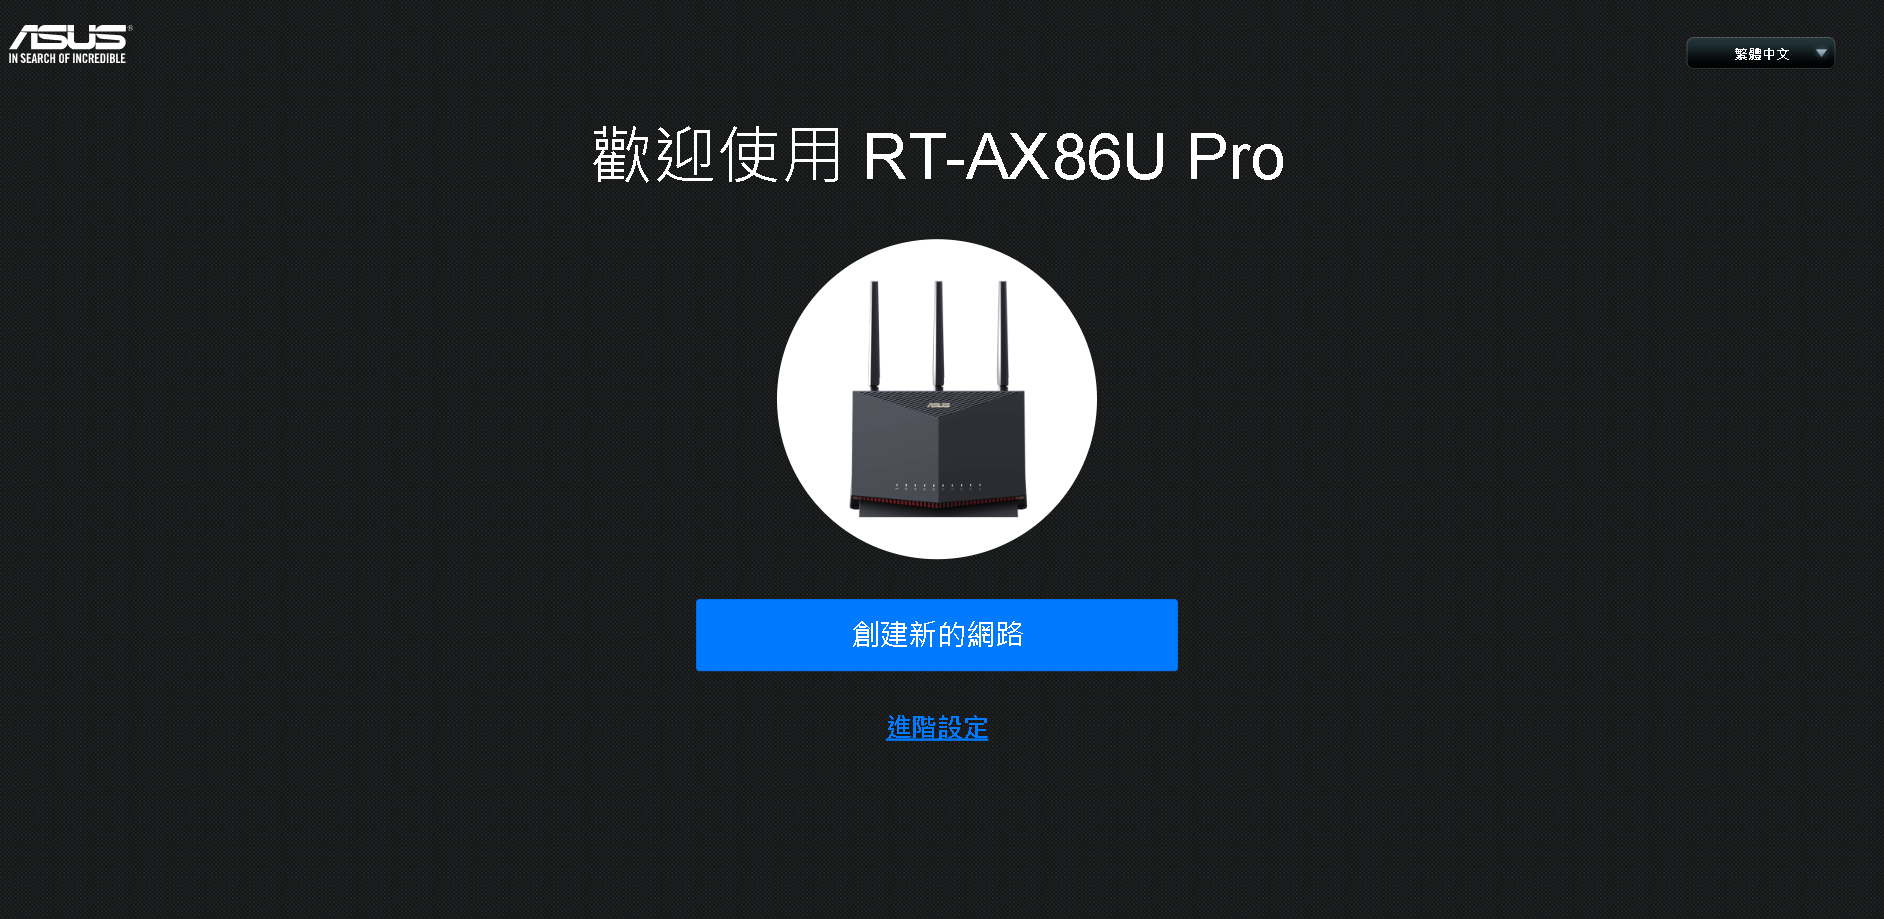 ASUS
IN SEARCH OF INCREDIBLE
繁體中文
歡迎使用 RT-AX86U Pro
ASUS
創建新的網路
進階設定